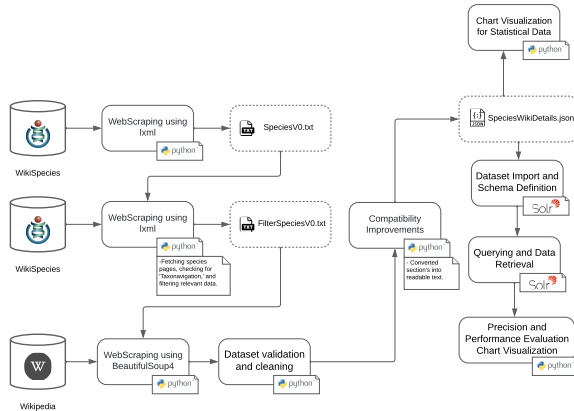 Chart Visualization
for Statistical Data
python
WebScraping using
lxml
python
TXT
SpeciesV0.txt
{;}
JSON
SpeciesWikiDetails.json
WikiSpecies
Dataset Import and
Schema Definition
Solr
WebScraping using
lxml
python
-Fetching species
pages, checking for
'Taxonavigation,' and
filtering relevant data.
TXT
FilterSpeciesV0.txt
Compatibility
Improvements
python
- Converted
section's into
readable text.
WikiSpecies
Querying and Data
Retrieval
Solr
W
WebScraping using
BeautifulSoup4
python
Dataset validation
and cleaning
python
Precision and
Performance Evaluation
Chart Visualization
python
Wikipedia